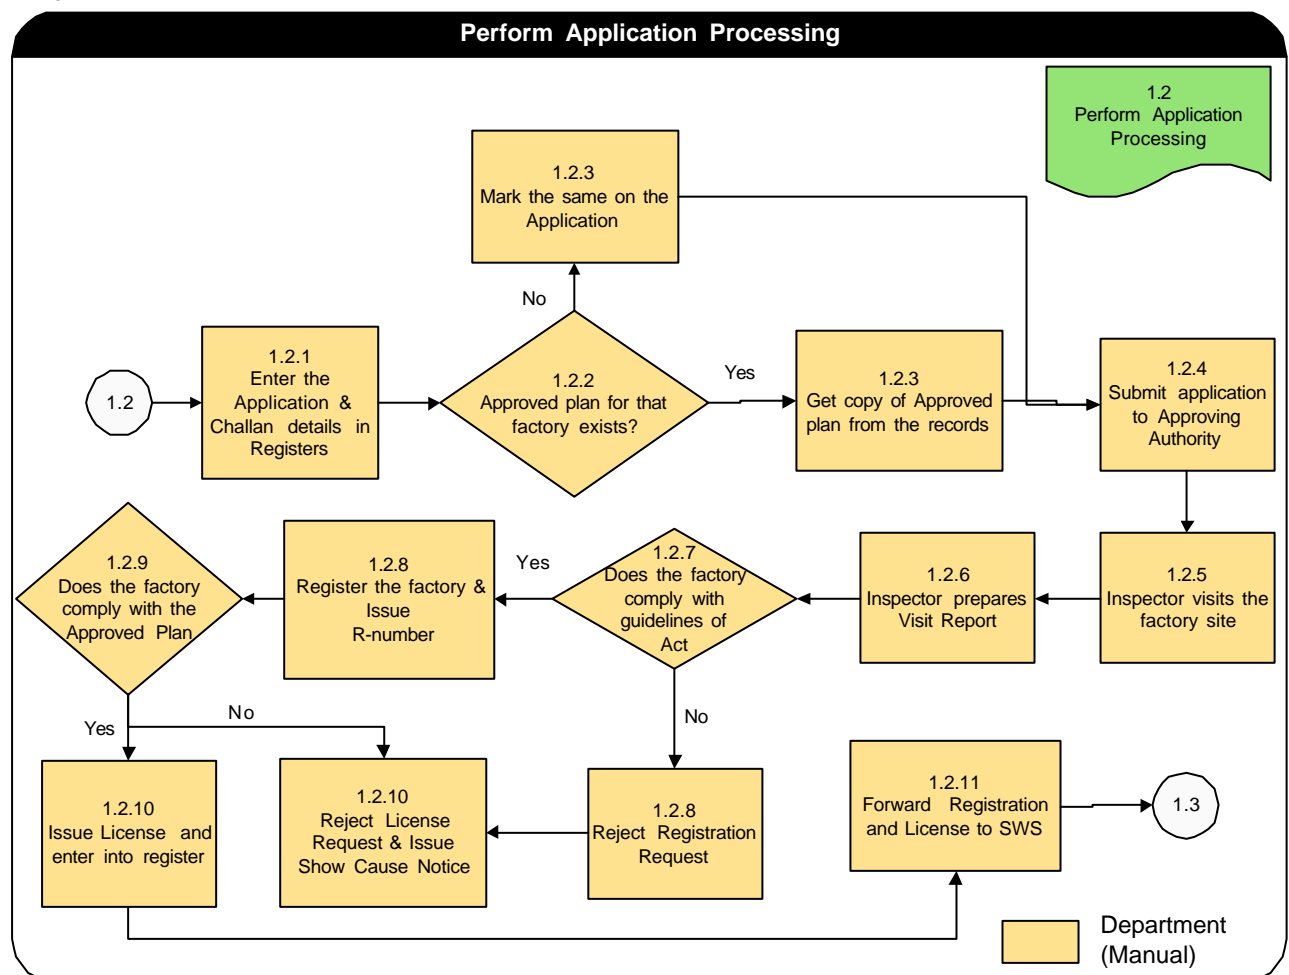 Perform Application Processing
1.2
Perform Application
Processing
1.2.3
Mark the same on the
Application
No
1.2
1.2.1
Enter the
Application &
Challan details in
Registers
1.2.2
Approved plan for that
factory exists?
Yes
1.2.3
Get copy of Approved
plan from the records
1.2.4
Submit application
to Approving
Authority
1.2.9
Does the factory
comply with the
Approved Plan
1.2.8
Register the factory &
Issue
R-number
Yes
1.2.7
Does the factory
comply with
guidelines of
Act
1.2.6
Inspector prepares
Visit Report
1.2.5
Inspector visits the
factory site
Yes
No
No
1.2.10
Issue License and
enter into register
1.2.10
Reject License
Request & Issue
Show Cause Notice
1.2.8
Reject Registration
Request
1.2.11
Forward Registration
and License to SWS
1.3
Department
(Manual)